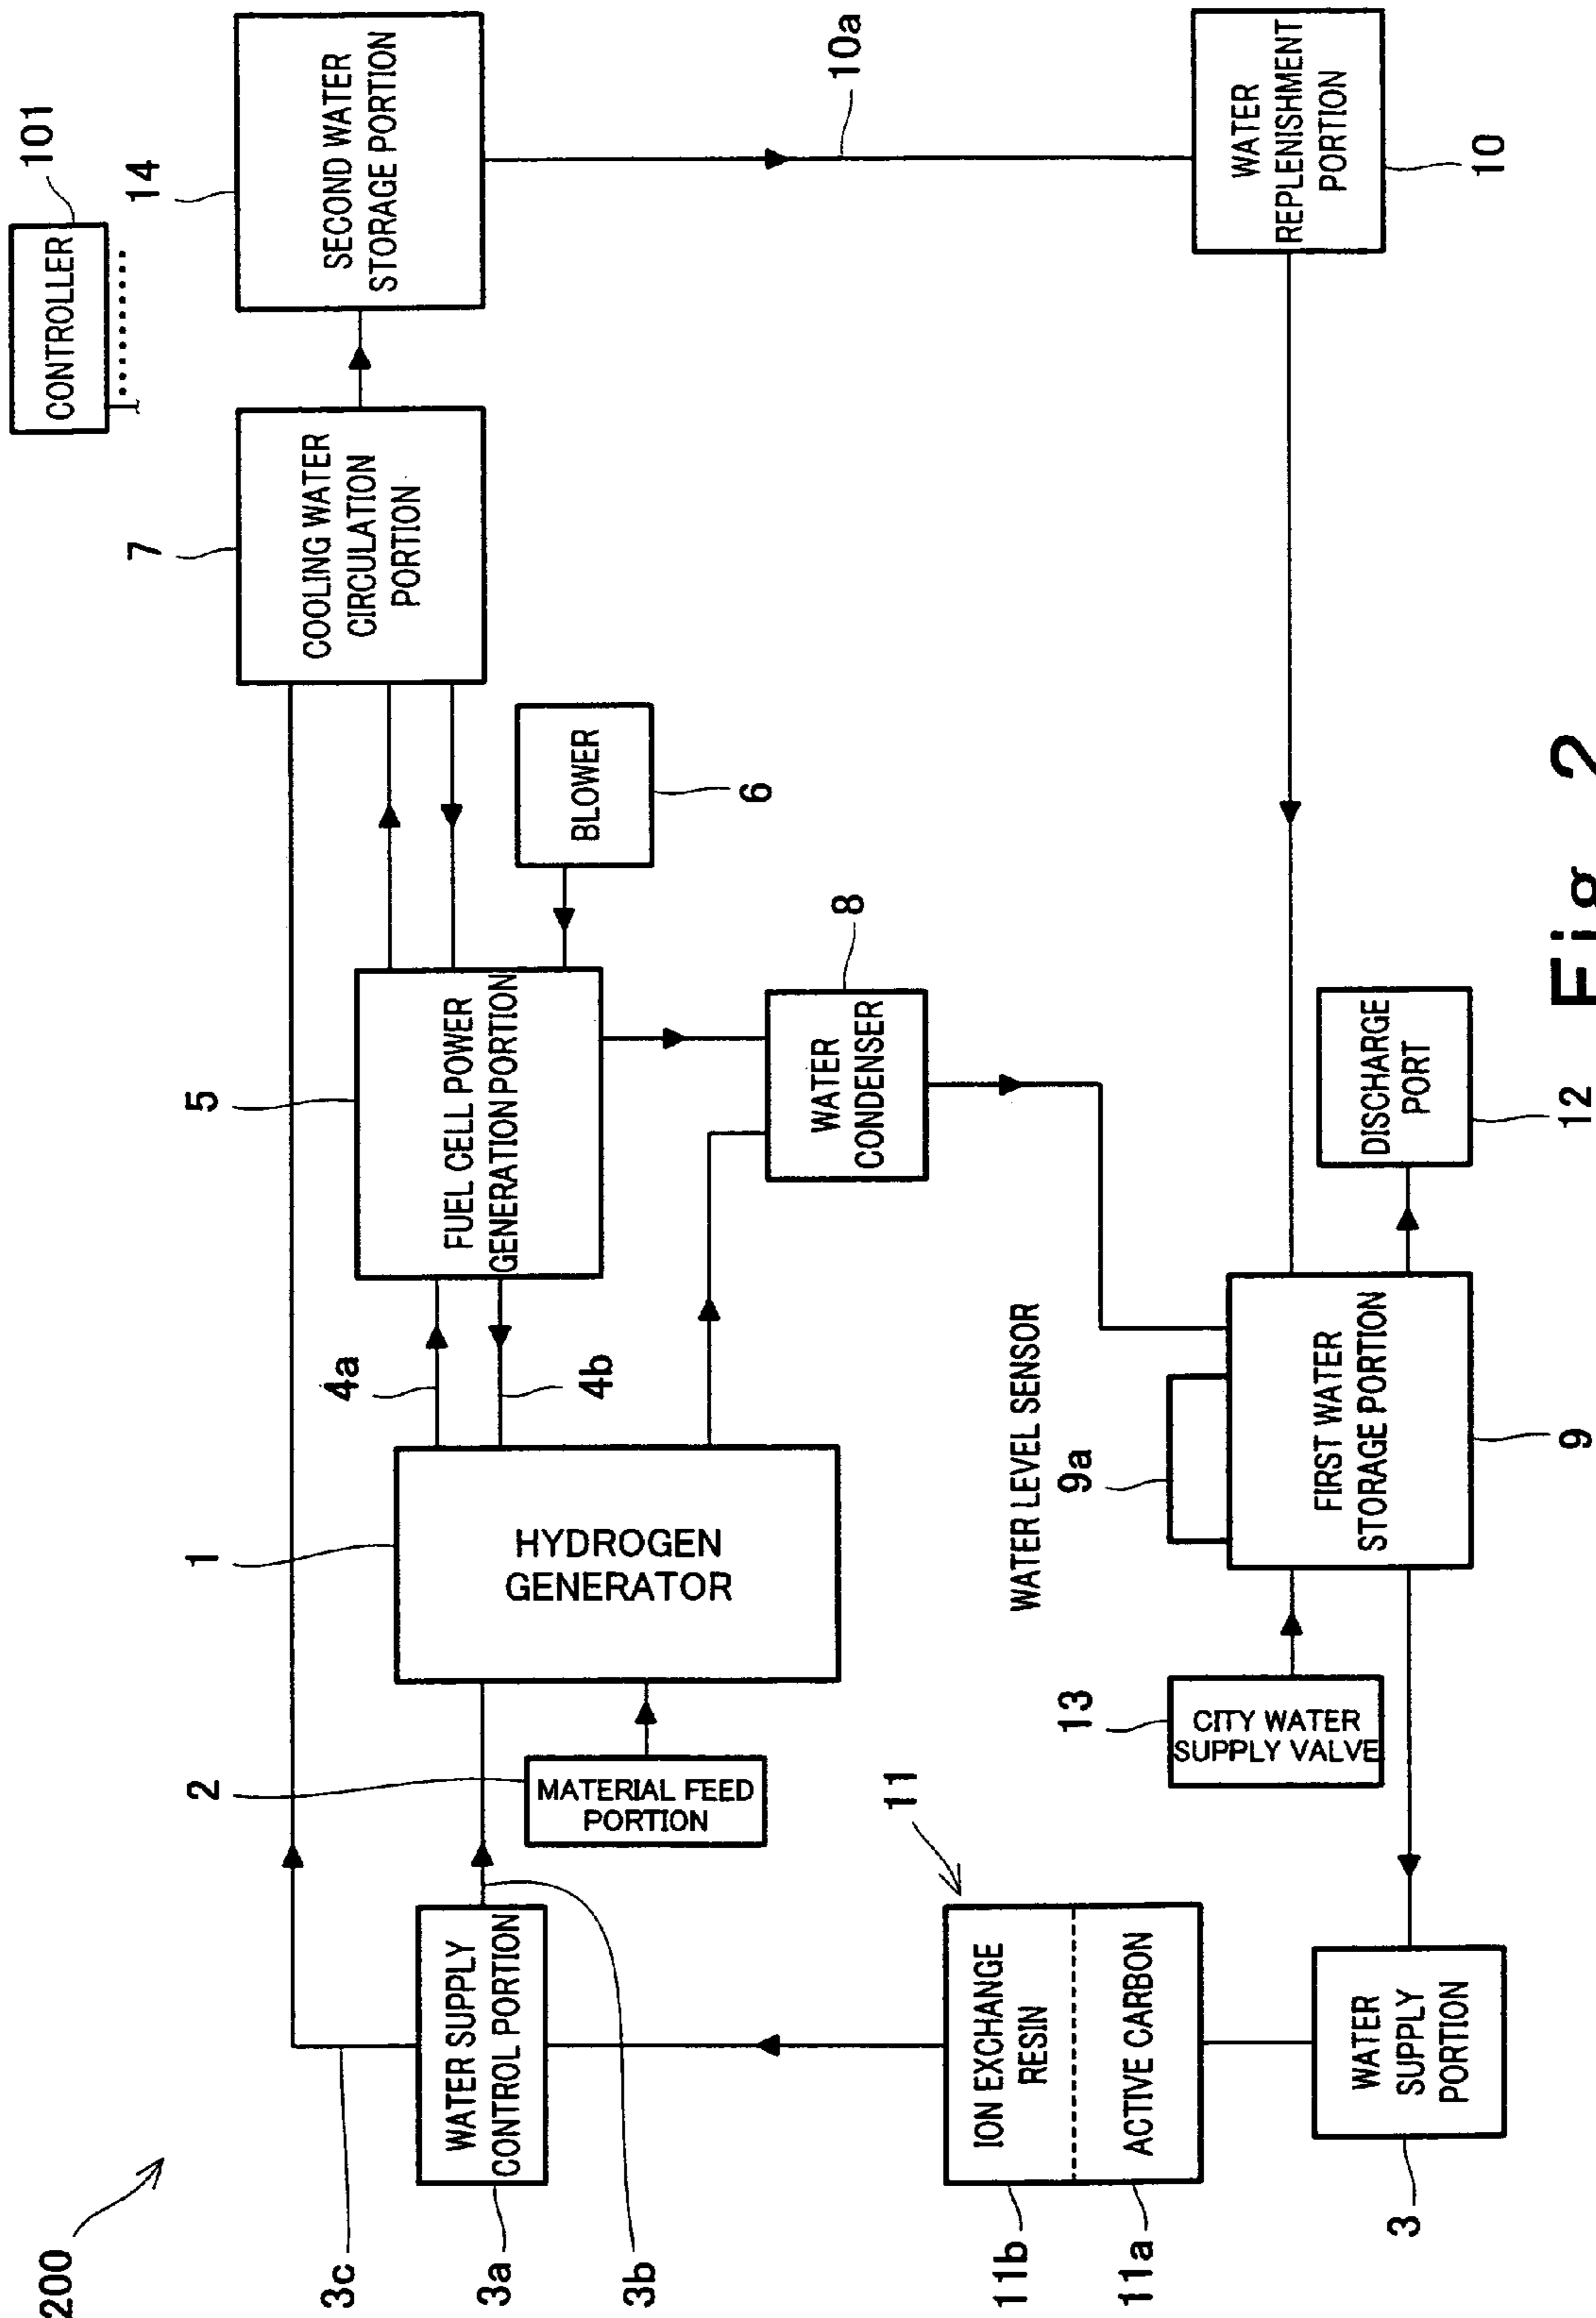 200
CONTROLLER
101
3c
1
5
7
14
WATER SUPPLY
CONTROL PORTION
3a
3b
2
MATERIAL FEED
PORTION
HYDROGEN
GENERATOR
4a
4b
FUEL CELL POWER
GENERATION PORTION
COOLING WATER
CIRCULATION
PORTION
SECOND WATER
STORAGE PORTION
BLOWER
6
WATER
CONDENSER
8
10a
11
ION EXCHANGE
RESIN
11b
ACTIVE CARBON
11a
WATER LEVEL SENSOR
9a
13
CITY WATER
SUPPLY VALVE
FIRST WATER
STORAGE PORTION
9
DISCHARGE
PORT
12
WATER
REPLENISHMENT
PORTION
10
WATER
SUPPLY
PORTION
3
Fig. 2